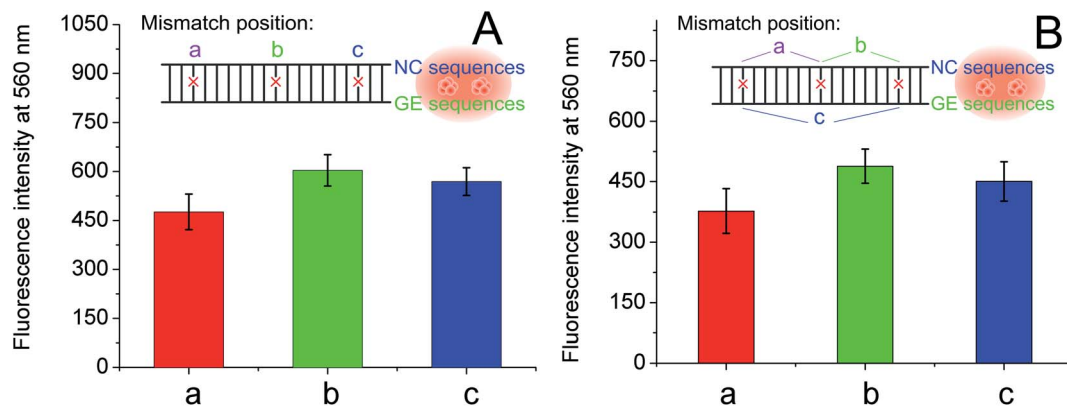 A
Mismatch position:
a b c
NC sequences
GE sequences
Fluorescence intensity at 560 nm
1050
900
750
600
450
300
150
0
a b c
B
Mismatch position:
a b
NC sequences
GE sequences
c
Fluorescence intensity at 560 nm
750
600
450
300
150
0
a b c